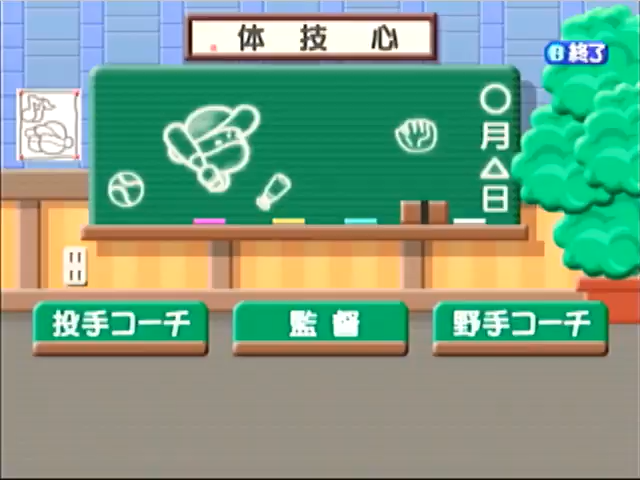 体 技 心
終了
〇月△日
投手コーチ
監督
野手コーチ